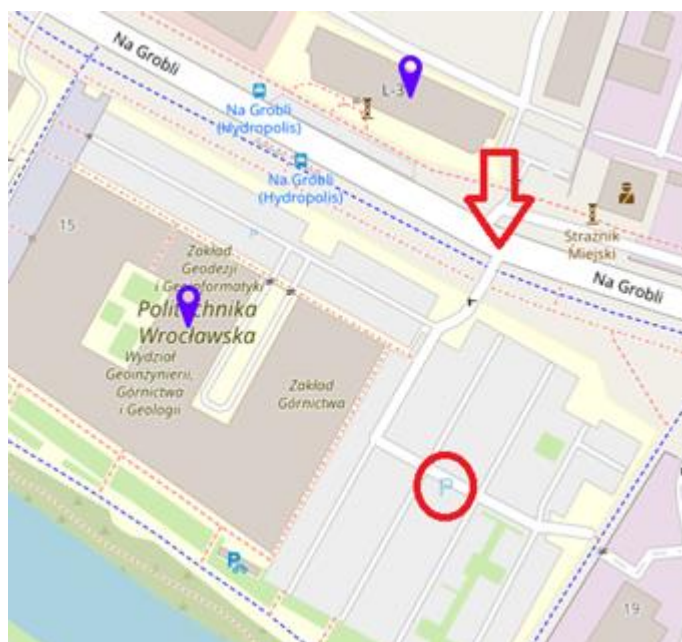 Na Grobli
L-3
Na Grobli
(Hydropolis)
Na Grobli
(Hydropolis)
Strażnik
Miejski
Na Grobli
15
Zakład
Geodezji
i Geoinformatyki
Politechnika
Wrocławska
Wydział
Geoinżynierii,
Górnictwa
i Geologii
Zakład
Górnictwa
P
P
19